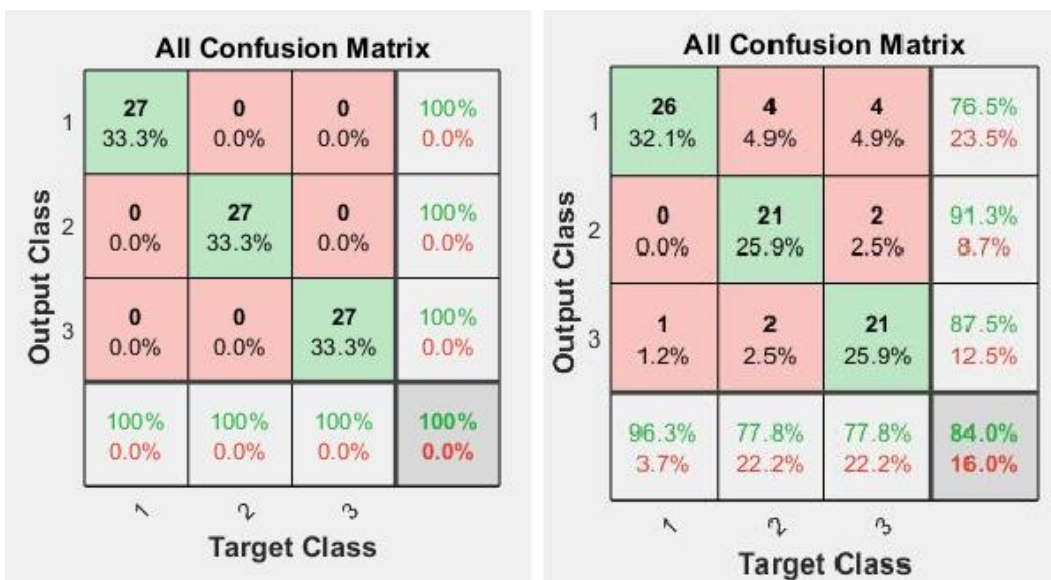 All Confusion Matrix
27 0 0 100%
1
33.3% 0.0% 0.0% 0.0%
0 27 0 100%
2
0.0% 33.3% 0.0% 0.0%
0 0 27 100%
3
0.0% 0.0% 33.3% 0.0%
100% 100% 100% 100%
0.0% 0.0% 0.0% 0.0%
1 2 3
Target Class
Output Class
All Confusion Matrix
26 4 4 76.5%
1
32.1% 4.9% 4.9% 23.5%
0 21 2 91.3%
2
0.0% 25.9% 2.5% 8.7%
1 2 21 87.5%
3
1.2% 2.5% 25.9% 12.5%
96.3% 77.8% 77.8% 84.0%
3.7% 22.2% 22.2% 16.0%
1 2 3
Target Class
Output Class